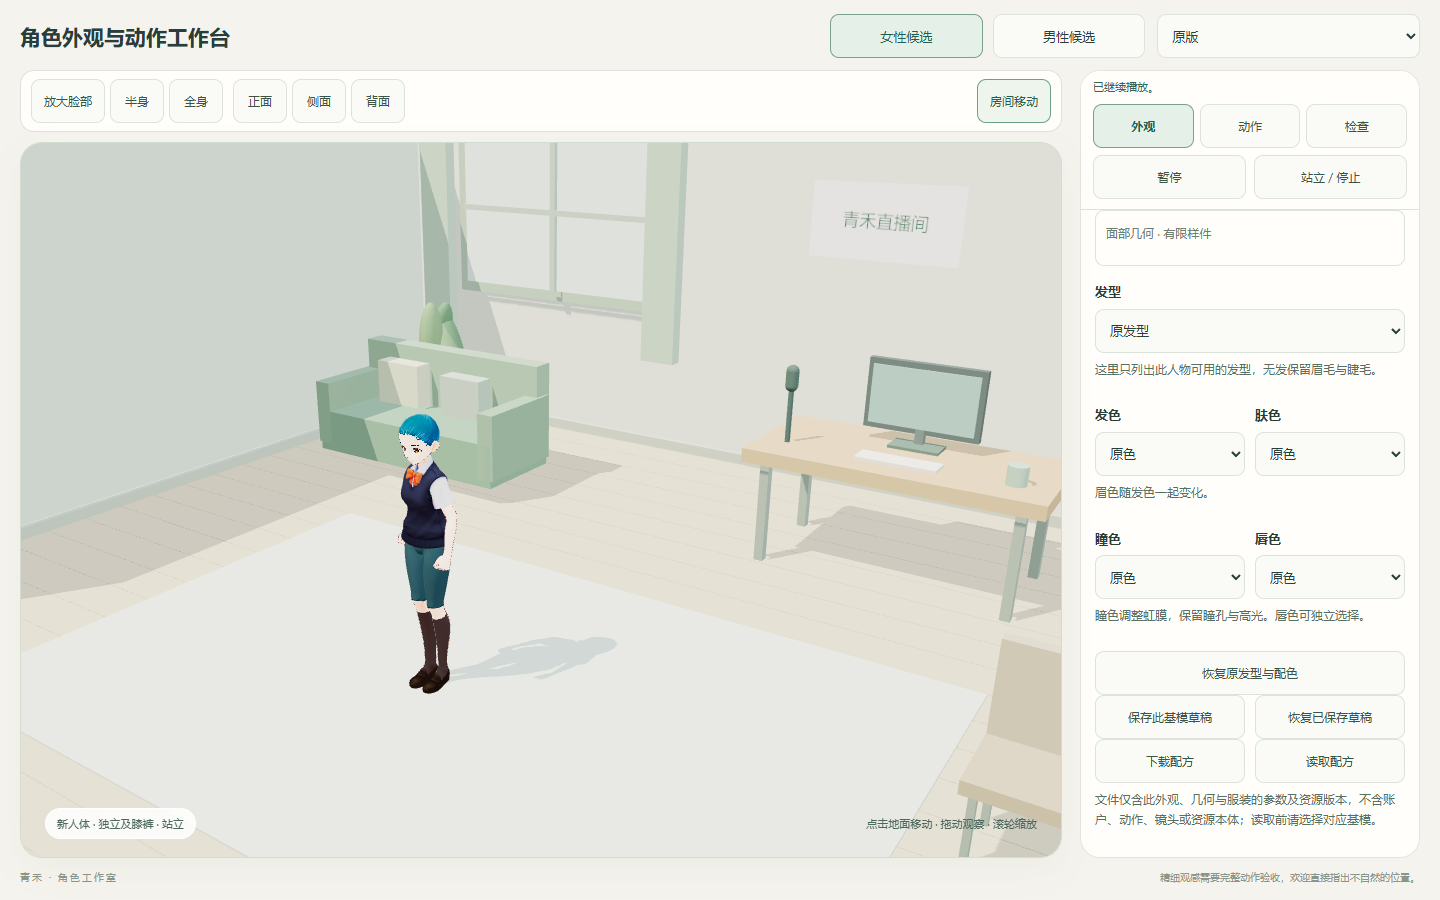 角色外观与动作工作台
女性候选
男性候选
原版
放大脸部
半身
全身
正面
侧面
背面
房间移动
青禾直播间
新人体 · 独立及膝裤 · 站立
点击地面移动 · 拖动观察 · 滚轮缩放
已继续播放。
外观
动作
检查
暂停
站立 / 停止
面部几何 · 有限样件
发型
原发型
这里只列出此人物可用的发型，无发保留眉毛与睫毛。
发色
肤色
原色
原色
眉色随发色一起变化。
瞳色
唇色
原色
原色
瞳色调整虹膜，保留瞳孔与高光。唇色可独立选择。
恢复原发型与配色
保存此基模草稿
恢复已保存草稿
下载配方
读取配方
文件仅含此外观、几何与服装的参数及资源版本，不含账
户、动作、镜头或资源本体；读取前请选择对应基模。
青禾 · 角色工作室
精细观感需要完整动作验收，欢迎直接指出不自然的位置。